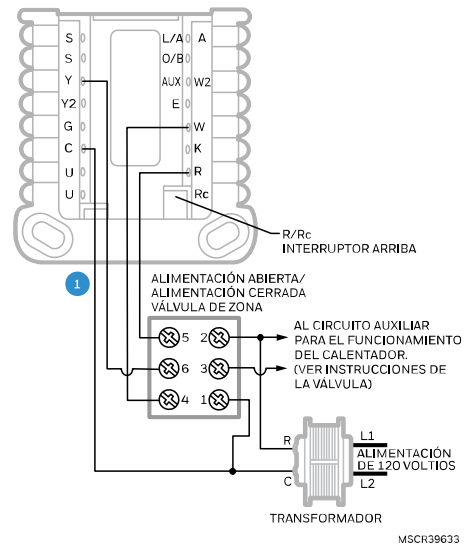 S L/A A
S O/B
Y AUX W2
Y2 E
G W
C K
U R
U Rc
R/Rc
INTERRUPTOR ARRIBA
1
ALIMENTACIÓN ABIERTA/
ALIMENTACIÓN CERRADA
VÁLVULA DE ZONA
5 2
6 3
4 1
AL CIRCUITO AUXILIAR
PARA EL FUNCIONAMIENTO
DEL CALENTADOR.
(VER INSTRUCCIONES DE
LA VÁLVULA)
R
C
L1
ALIMENTACIÓN
DE 120 VOLTIOS
L2
TRANSFORMADOR
MSCR39633